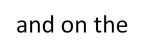 and on the